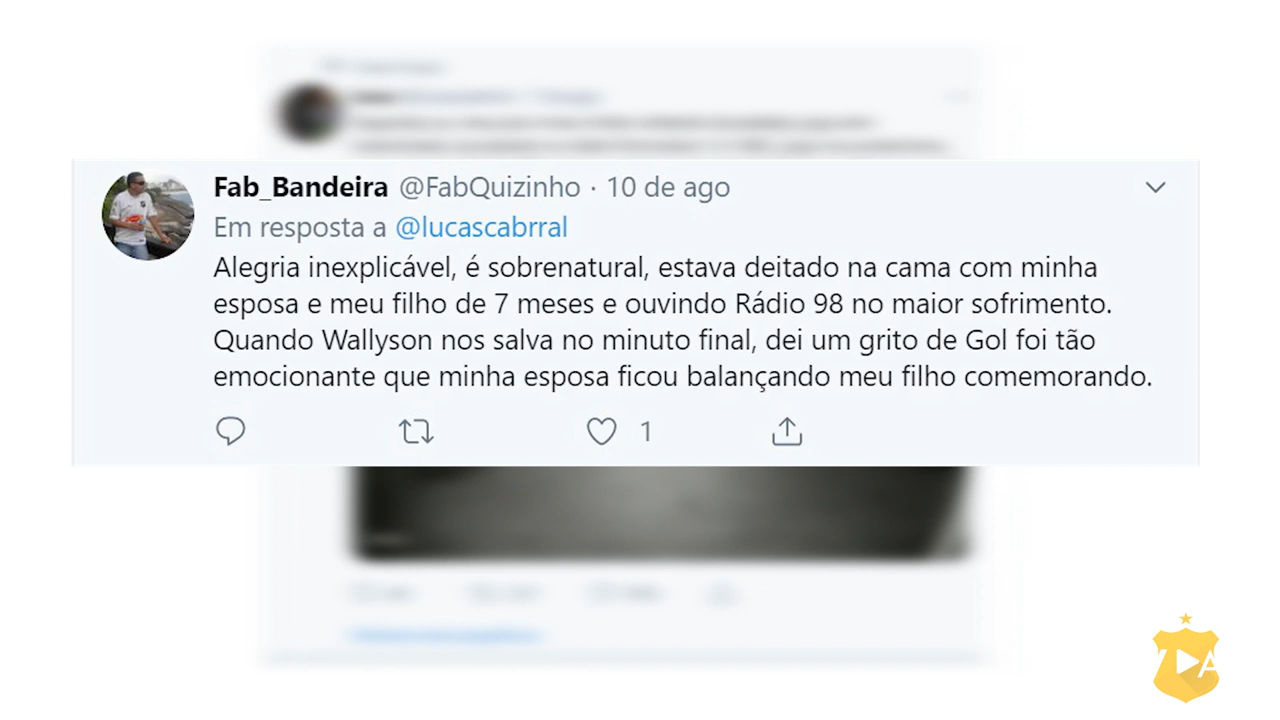 Fab_Bandeira @FabQuizinho · 10 de ago
Em resposta a @lucascabrral
Alegria inexplicável, é sobrenatural, estava deitado na cama com minha
esposa e meu filho de 7 meses e ouvindo Rádio 98 no maior sofrimento.
Quando Wallyson nos salva no minuto final, dei um grito de Gol foi tão
emocionante que minha esposa ficou balançando meu filho comemorando.
1